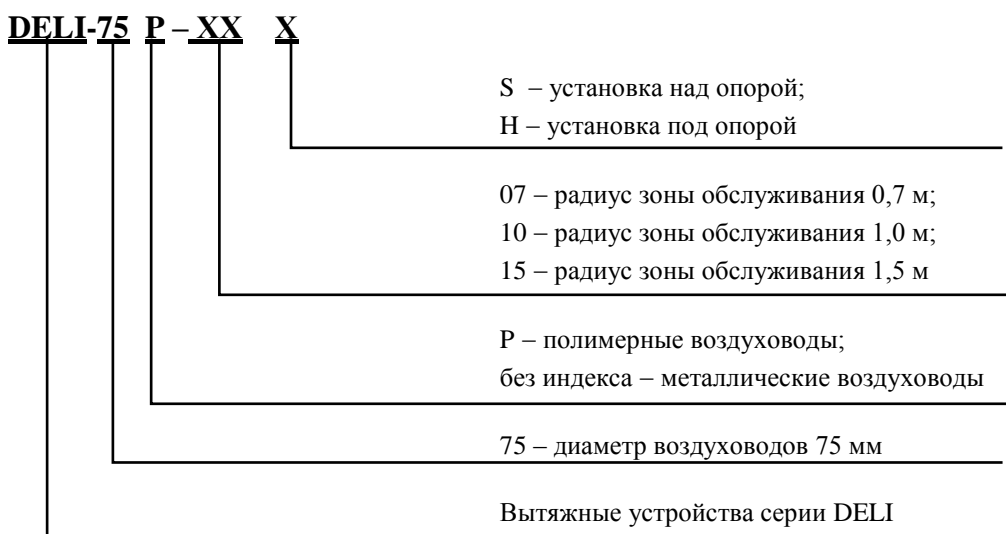 DELI-75 P – XX X
S – установка над опорой;
H – установка под опорой
07 – радиус зоны обслуживания 0,7 м;
10 – радиус зоны обслуживания 1,0 м;
15 – радиус зоны обслуживания 1,5 м
P – полимерные воздуховоды;
без индекса – металлические воздуховоды
75 – диаметр воздуховодов 75 мм
Вытяжные устройства серии DELI